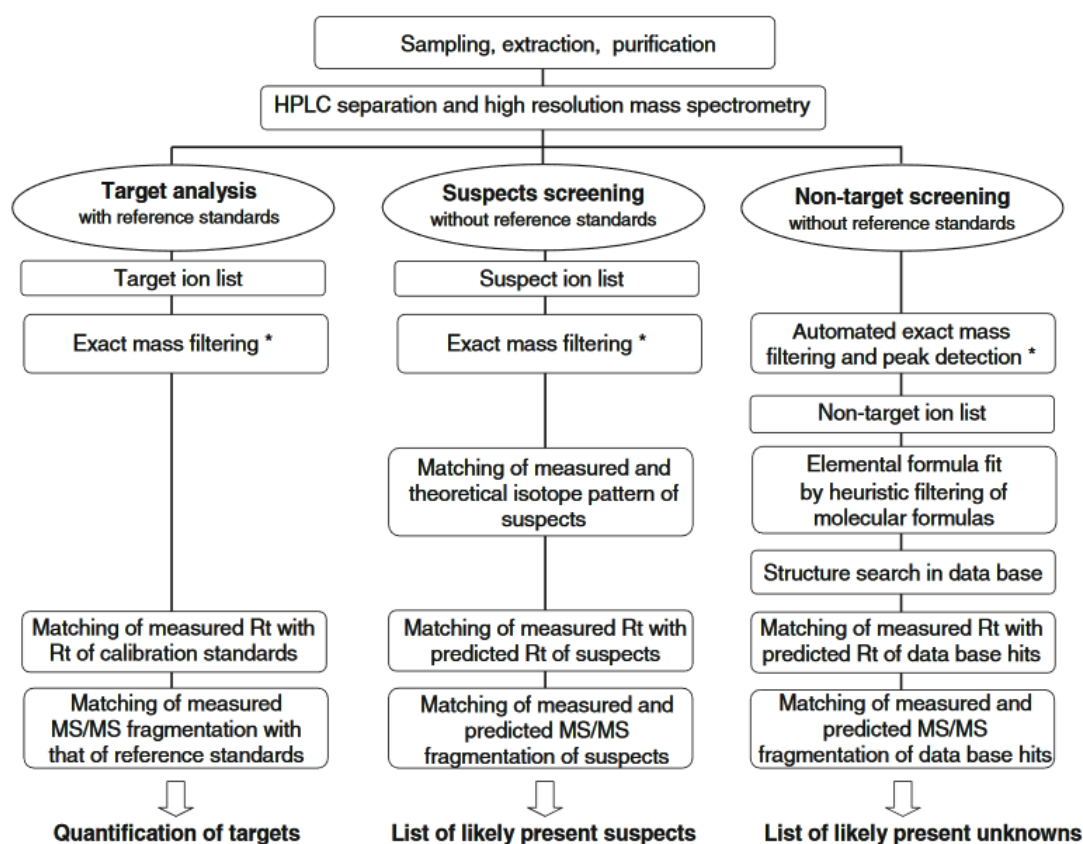 Sampling, extraction, purification
HPLC separation and high resolution mass spectrometry
Target analysis
with reference standards
Target ion list
Exact mass filtering *
Matching of measured Rt with
Rt of calibration standards
Matching of measured
MS/MS fragmentation with
that of reference standards
Quantification of targets
Suspects screening
without reference standards
Suspect ion list
Exact mass filtering *
Matching of measured and
theoretical isotope pattern of
suspects
Matching of measured Rt with
predicted Rt of suspects
Matching of measured and
predicted MS/MS
fragmentation of suspects
List of likely present suspects
Non-target screening
without reference standards
Automated exact mass
filtering and peak detection *
Non-target ion list
Elemental formula fit
by heuristic filtering of
molecular formulas
Structure search in data base
Matching of measured Rt with
predicted Rt of data base hits
Matching of measured and
predicted MS/MS
fragmentation of data base hits
List of likely present unknowns